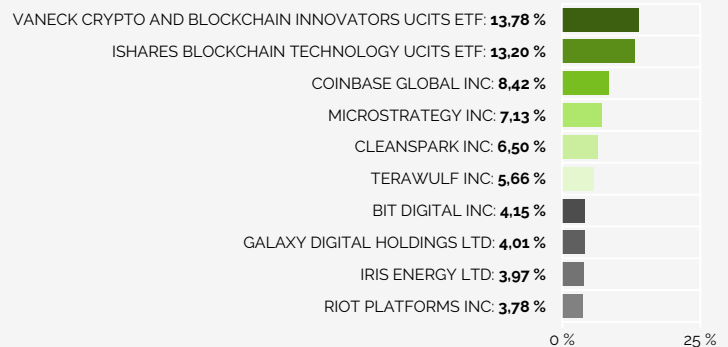 VANECK CRYPTO AND BLOCKCHAIN INNOVATORS UCITS ETF: 13,78 %
ISHARES BLOCKCHAIN TECHNOLOGY UCITS ETF: 13,20 %
COINBASE GLOBAL INC: 8,42 %
MICROSTRATEGY INC: 7,13 %
CLEANSPARK INC: 6,50 %
TERAWULF INC: 5,66 %
BIT DIGITAL INC: 4,15 %
GALAXY DIGITAL HOLDINGS LTD: 4,01 %
IRIS ENERGY LTD: 3,97 %
RIOT PLATFORMS INC: 3,78 %
0 % 25 %